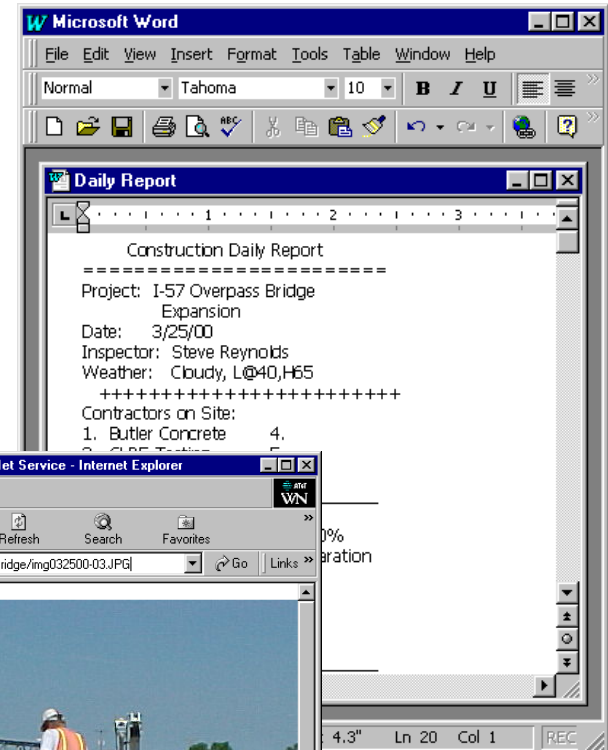 Microsoft Word
File Edit View Insert Format Tools Table Window Help
Normal Tahoma 10 B I U
ABC
Daily Report
1 2 3
Construction Daily Report
========================
Project: I-57 Overpass Bridge
Expansion
Date: 3/25/00
Inspector: Steve Reynolds
Weather: Cloudy, L@40,H65
++++++++++++++++++++++++
Contractors on Site:
1. Butler Concrete 4.
Service - Internet Explorer
AT&T
WN
0%
Refresh Search Favorites
ridge/img032500-03.JPG Go Links
4.3" Ln 20 Col 1 REC